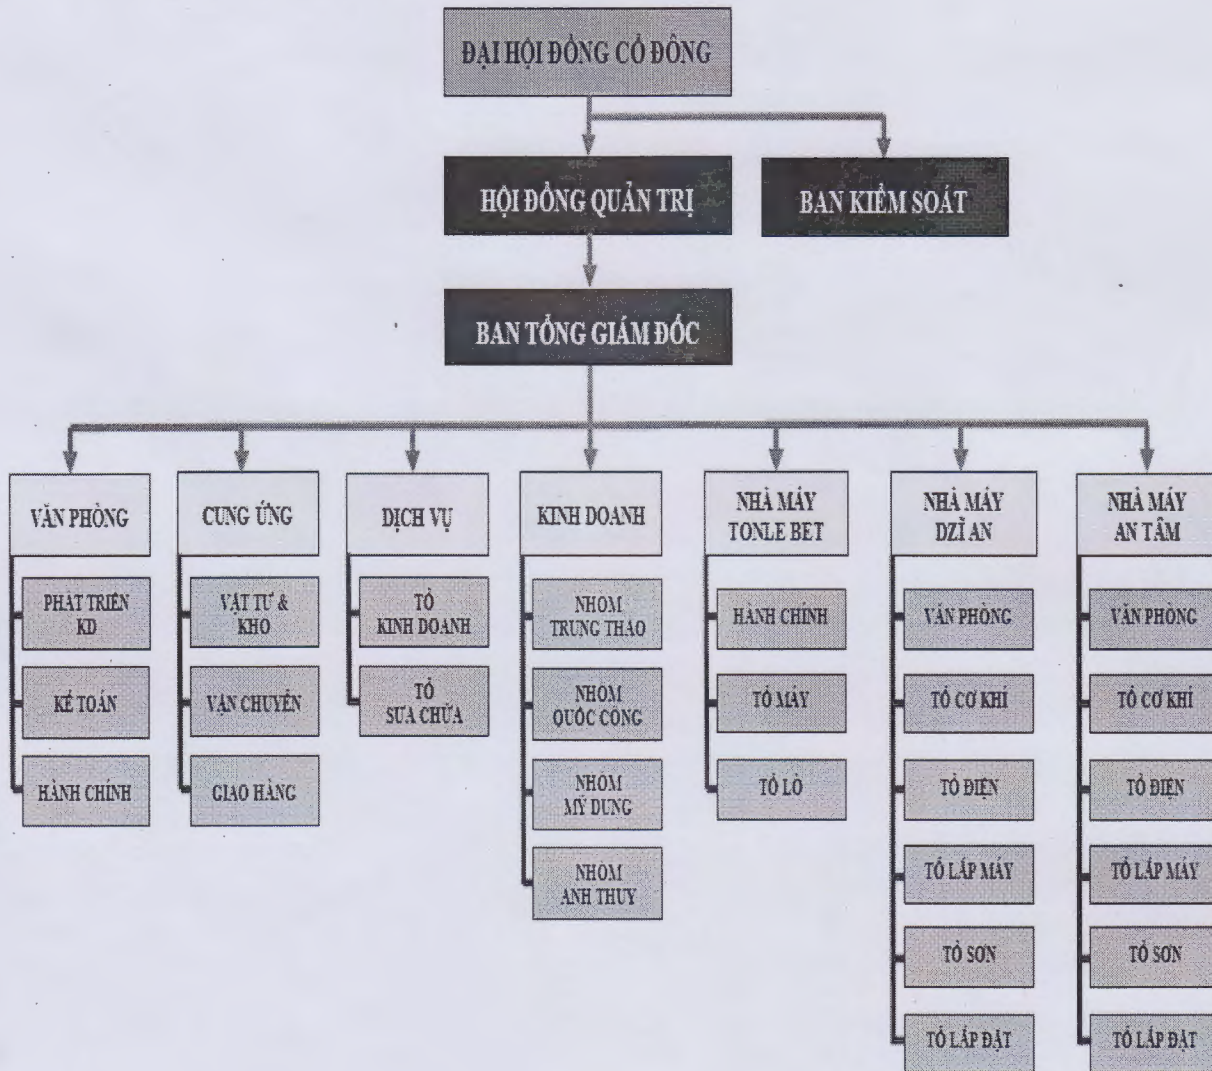 ĐẠI HỘI ĐỒNG CỔ ĐÔNG
HỘI ĐỒNG QUẢN TRỊ
BAN KIỂM SOÁT
BAN TỔNG GIÁM ĐỐC
VĂN PHÒNG
PHÁT TRIỂN
KD
KẾ TOÁN
HÀNH CHÍNH
CUNG ỨNG
VẬT TƯ &
KHO
VẬN CHUYỂN
GIAO HÀNG
DỊCH VỤ
TỔ
KINH DOANH
TỔ
SỬA CHỮA
KINH DOANH
NHÓM
TRUNG THẢO
NHÓM
QUỐC CÔNG
NHÓM
MỸ DUNG
NHÓM
ANH THUY
NHÀ MÁY
TONLE BET
HÀNH CHÍNH
TỔ MÁY
TỔ LÒ
NHÀ MÁY
DZĨ AN
VĂN PHÒNG
TỔ CƠ KHÍ
TỔ ĐIỆN
TỔ LẮP MÁY
TỔ SƠN
TỔ LẮP ĐẶT
NHÀ MÁY
AN TÂM
VĂN PHÒNG
TỔ CƠ KHÍ
TỔ ĐIỆN
TỔ LẮP MÁY
TỔ SƠN
TỔ LẮP ĐẶT